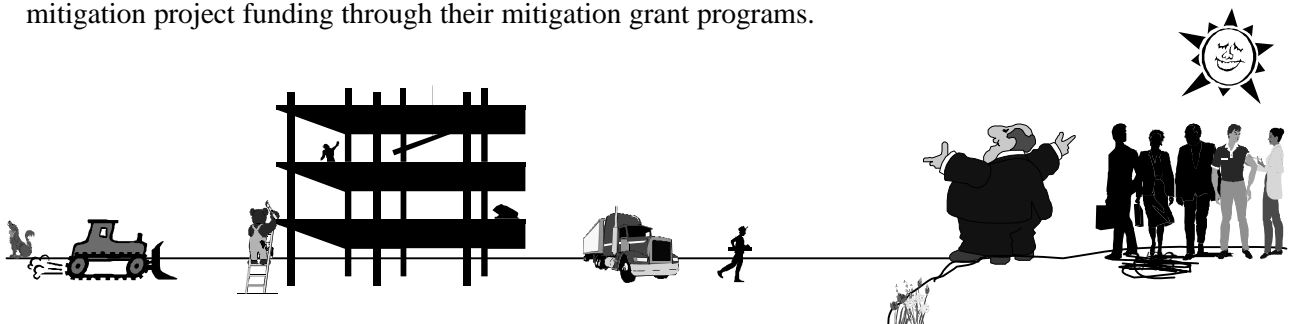 mitigation project funding through their mitigation grant programs.